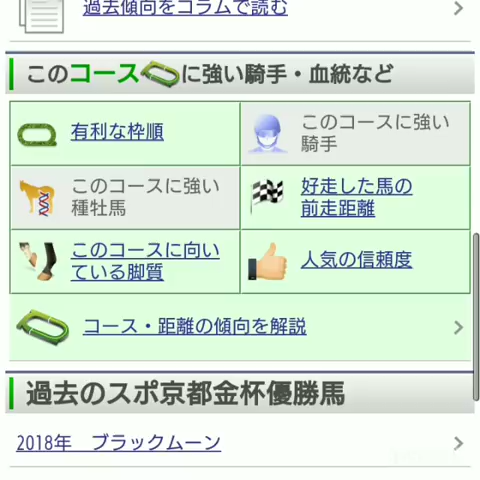 過去傾向をコラムで読む
このコースに強い騎手・血統など
有利な枠順
このコースに強い
騎手
このコースに強い
種牡馬
好走した馬の
前走距離
このコースに向い
ている脚質
人気の信頼度
コース・距離の傾向を解説
過去のスポ京都金杯優勝馬
2018年 ブラックムーン